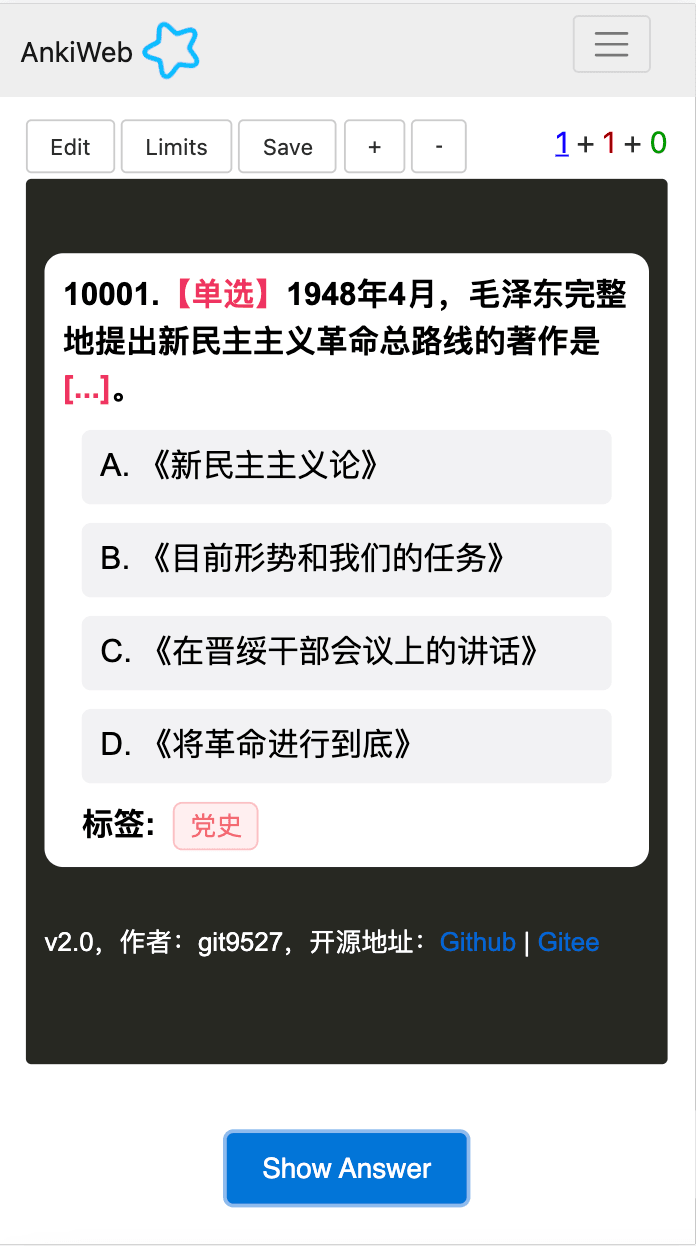 AnkiWeb
Edit Limits Save + - 1 + 1 + 0
10001.【单选】1948年4月，毛泽东完整
地提出新民主主义革命总路线的著作是
[...]。
A. 《新民主主义论》
B. 《目前形势和我们的任务》
C. 《在晋绥干部会议上的讲话》
D. 《将革命进行到底》
标签: 党史
v2.0，作者：git9527，开源地址：Github | Gitee
Show Answer